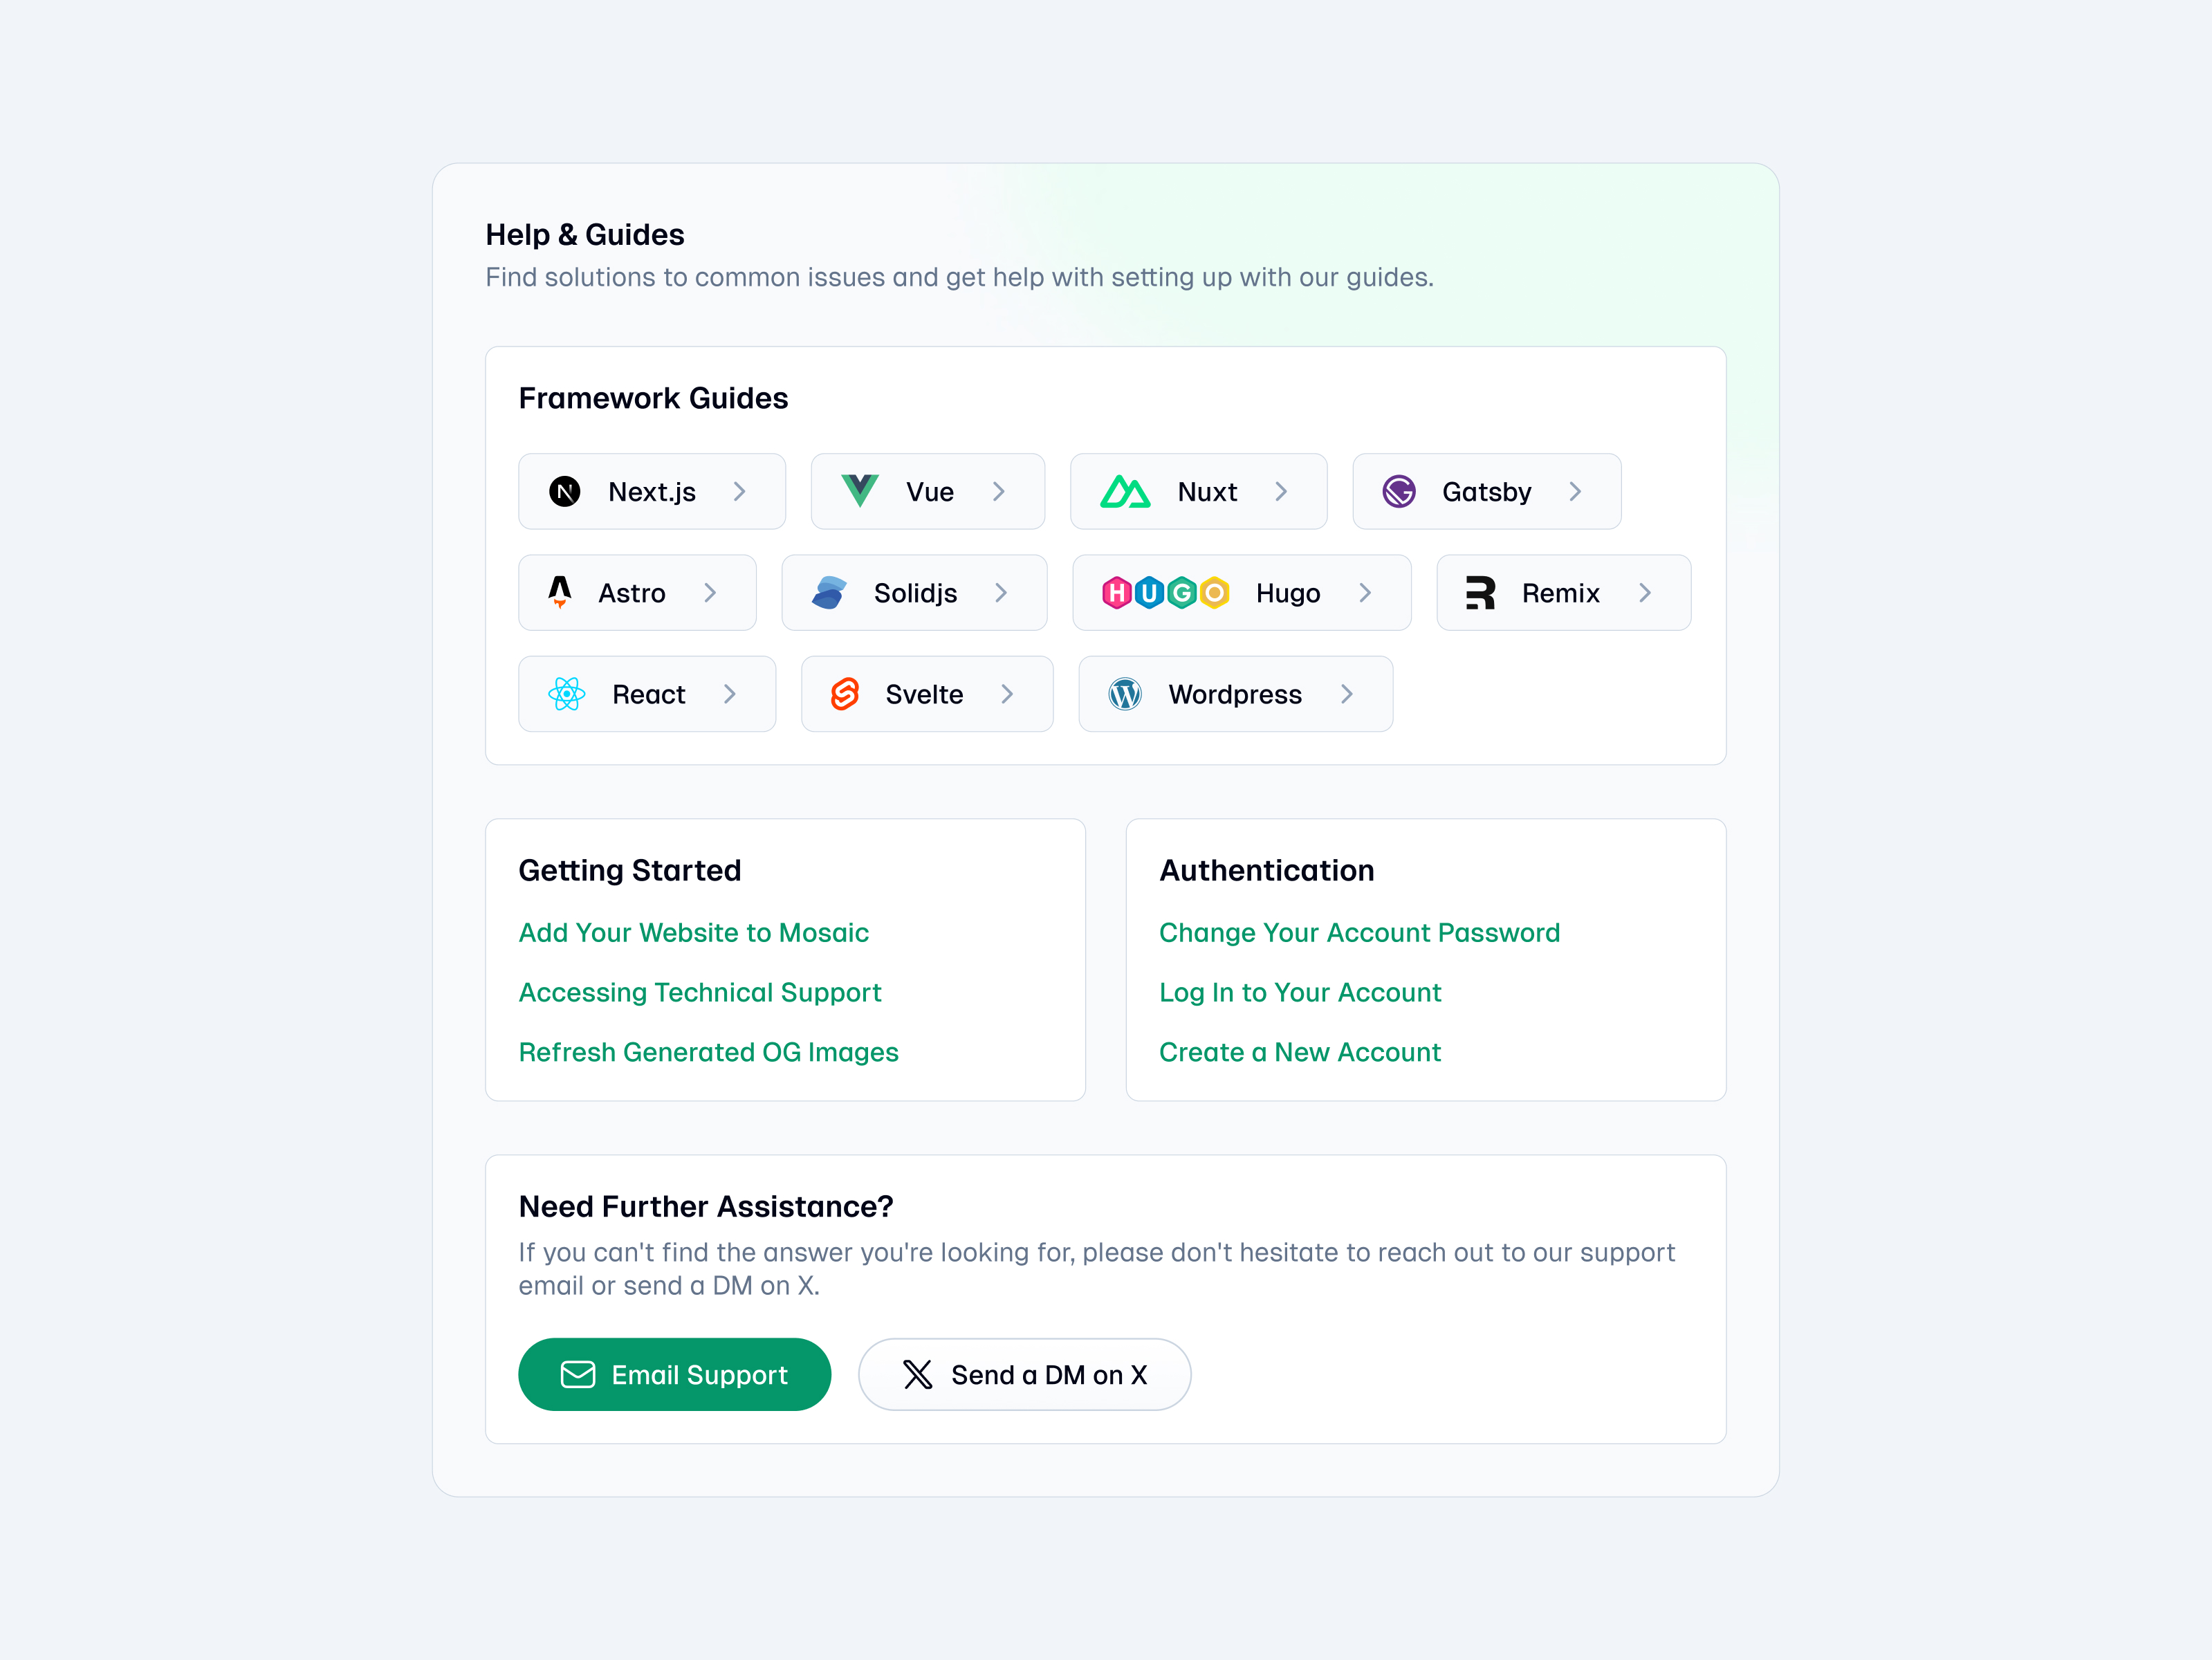 Help & Guides
Find solutions to common issues and get help with setting up with our guides.
Framework Guides
N Next.js
Vue
Nuxt
G Gatsby
Astro
Solidjs
HUGO Hugo
R Remix
React
Svelte
W Wordpress
Getting Started
Add Your Website to Mosaic
Accessing Technical Support
Refresh Generated OG Images
Authentication
Change Your Account Password
Log In to Your Account
Create a New Account
Need Further Assistance?
If you can't find the answer you're looking for, please don't hesitate to reach out to our support
email or send a DM on X.
Email Support
X Send a DM on X